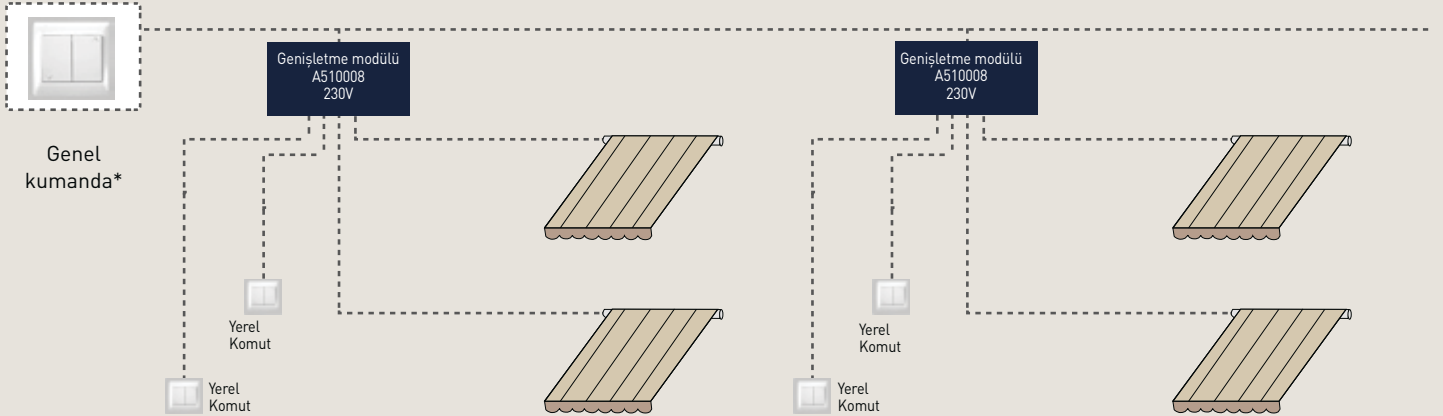 Genel
kumanda*
Genişletme modülü
A510008
230V
Yerel
Komut
Yerel
Komut
Genişletme modülü
A510008
230V
Yerel
Komut
Yerel
Komut